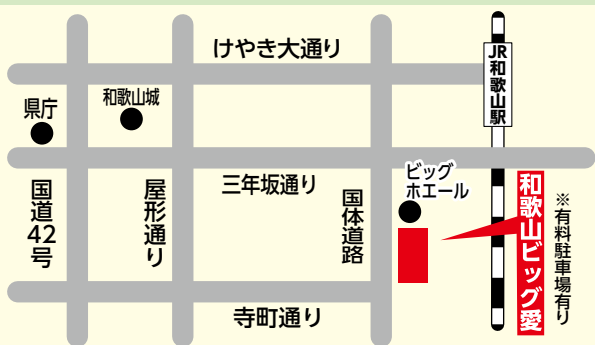 けやき大通り
JR和歌山駅
県庁
和歌山城
三年坂通り
ビッグ
ホエール
国道42号
屋形通り
国体道路
和歌山ビッグ愛
※有料駐車場有り
寺町通り